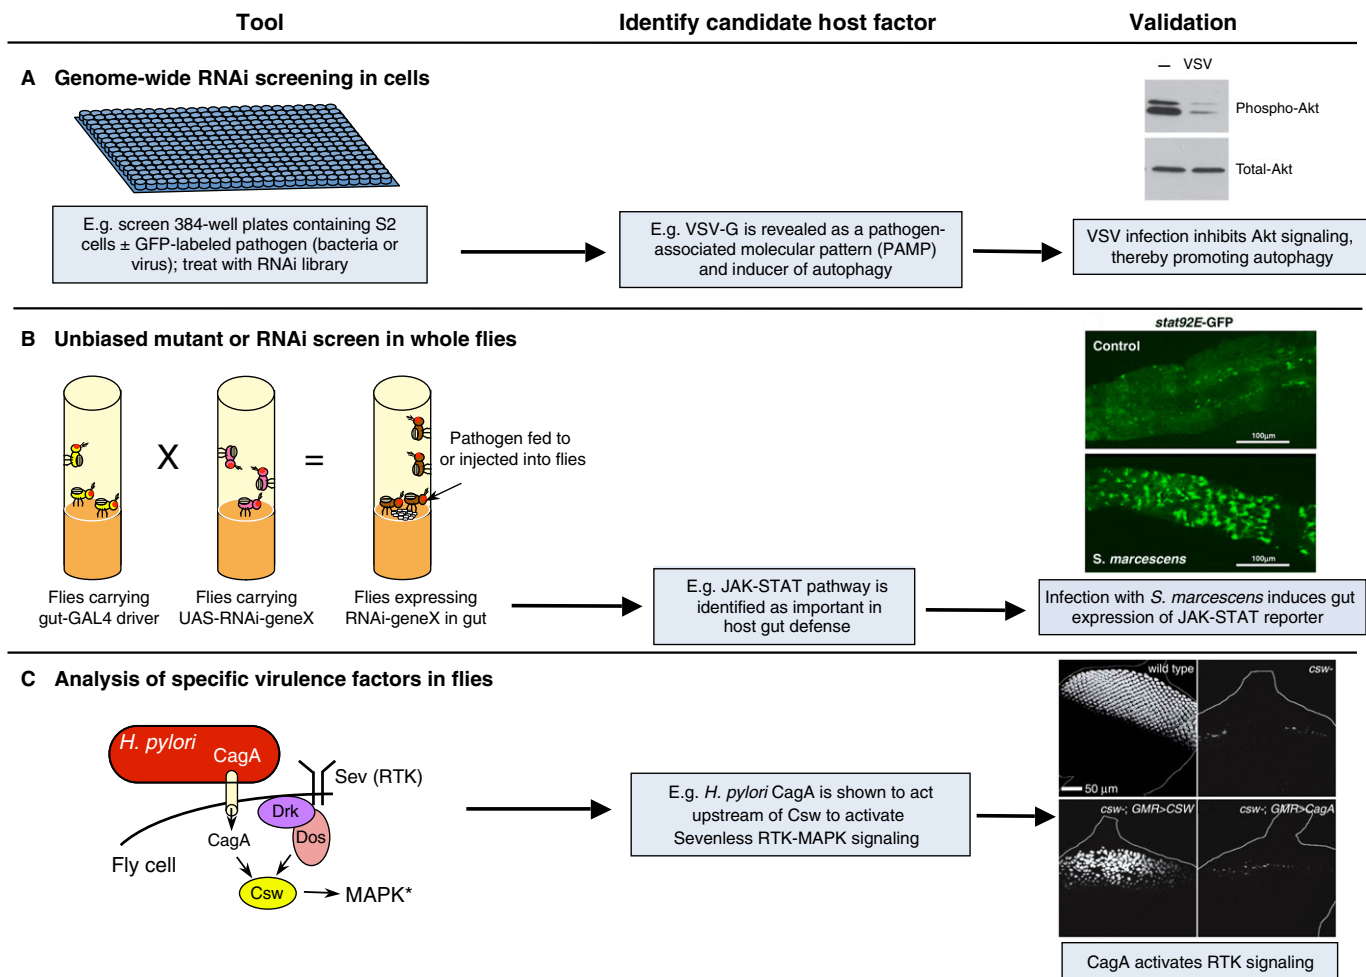 Tool
Identify candidate host factor
Validation
A Genome-wide RNAi screening in cells
– VSV
Phospho-Akt
Total-Akt
E.g. screen 384-well plates containing S2
cells ± GFP-labeled pathogen (bacteria or
virus); treat with RNAi library
E.g. VSV-G is revealed as a pathogen-
associated molecular pattern (PAMP)
and inducer of autophagy
VSV infection inhibits Akt signaling,
thereby promoting autophagy
B Unbiased mutant or RNAi screen in whole flies
X
=
Pathogen fed to
or injected into flies
Flies carrying
gut-GAL4 driver
Flies carrying
UAS-RNAi-geneX
Flies expressing
RNAi-geneX in gut
E.g. JAK-STAT pathway is
identified as important in
host gut defense
stat92E-GFP
Control
100µm
S. marcescens
100µm
Infection with S. marcescens induces gut
expression of JAK-STAT reporter
C Analysis of specific virulence factors in flies
H. pylori
CagA
Sev (RTK)
Drk
Dos
CagA
Fly cell
Csw
MAPK*
E.g. H. pylori CagA is shown to act
upstream of Csw to activate
Sevenless RTK-MAPK signaling
wild type
csw-
50 µm
csw-; GMR>CSW
csw-; GMR>CagA
CagA activates RTK signaling